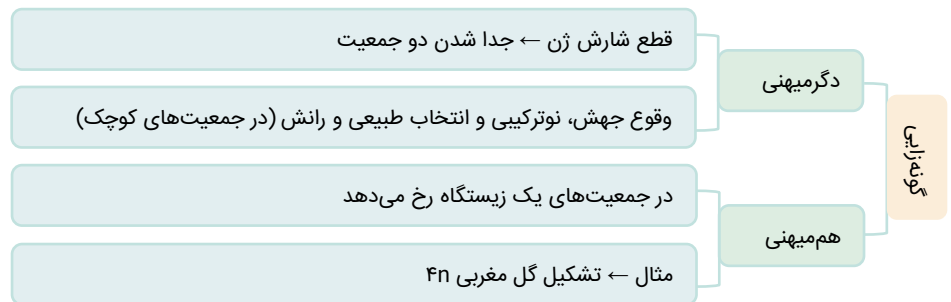 گونه‌زایی
دگرمیهنی
قطع شارش ژن ← جدا شدن دو جمعیت
وقوع جهش، نوترکیبی و انتخاب طبیعی و رانش (در جمعیت‌های کوچک)
هم‌میهنی
در جمعیت‌های یک زیستگاه رخ می‌دهد
مثال ← تشکیل گل مغربی ۴n